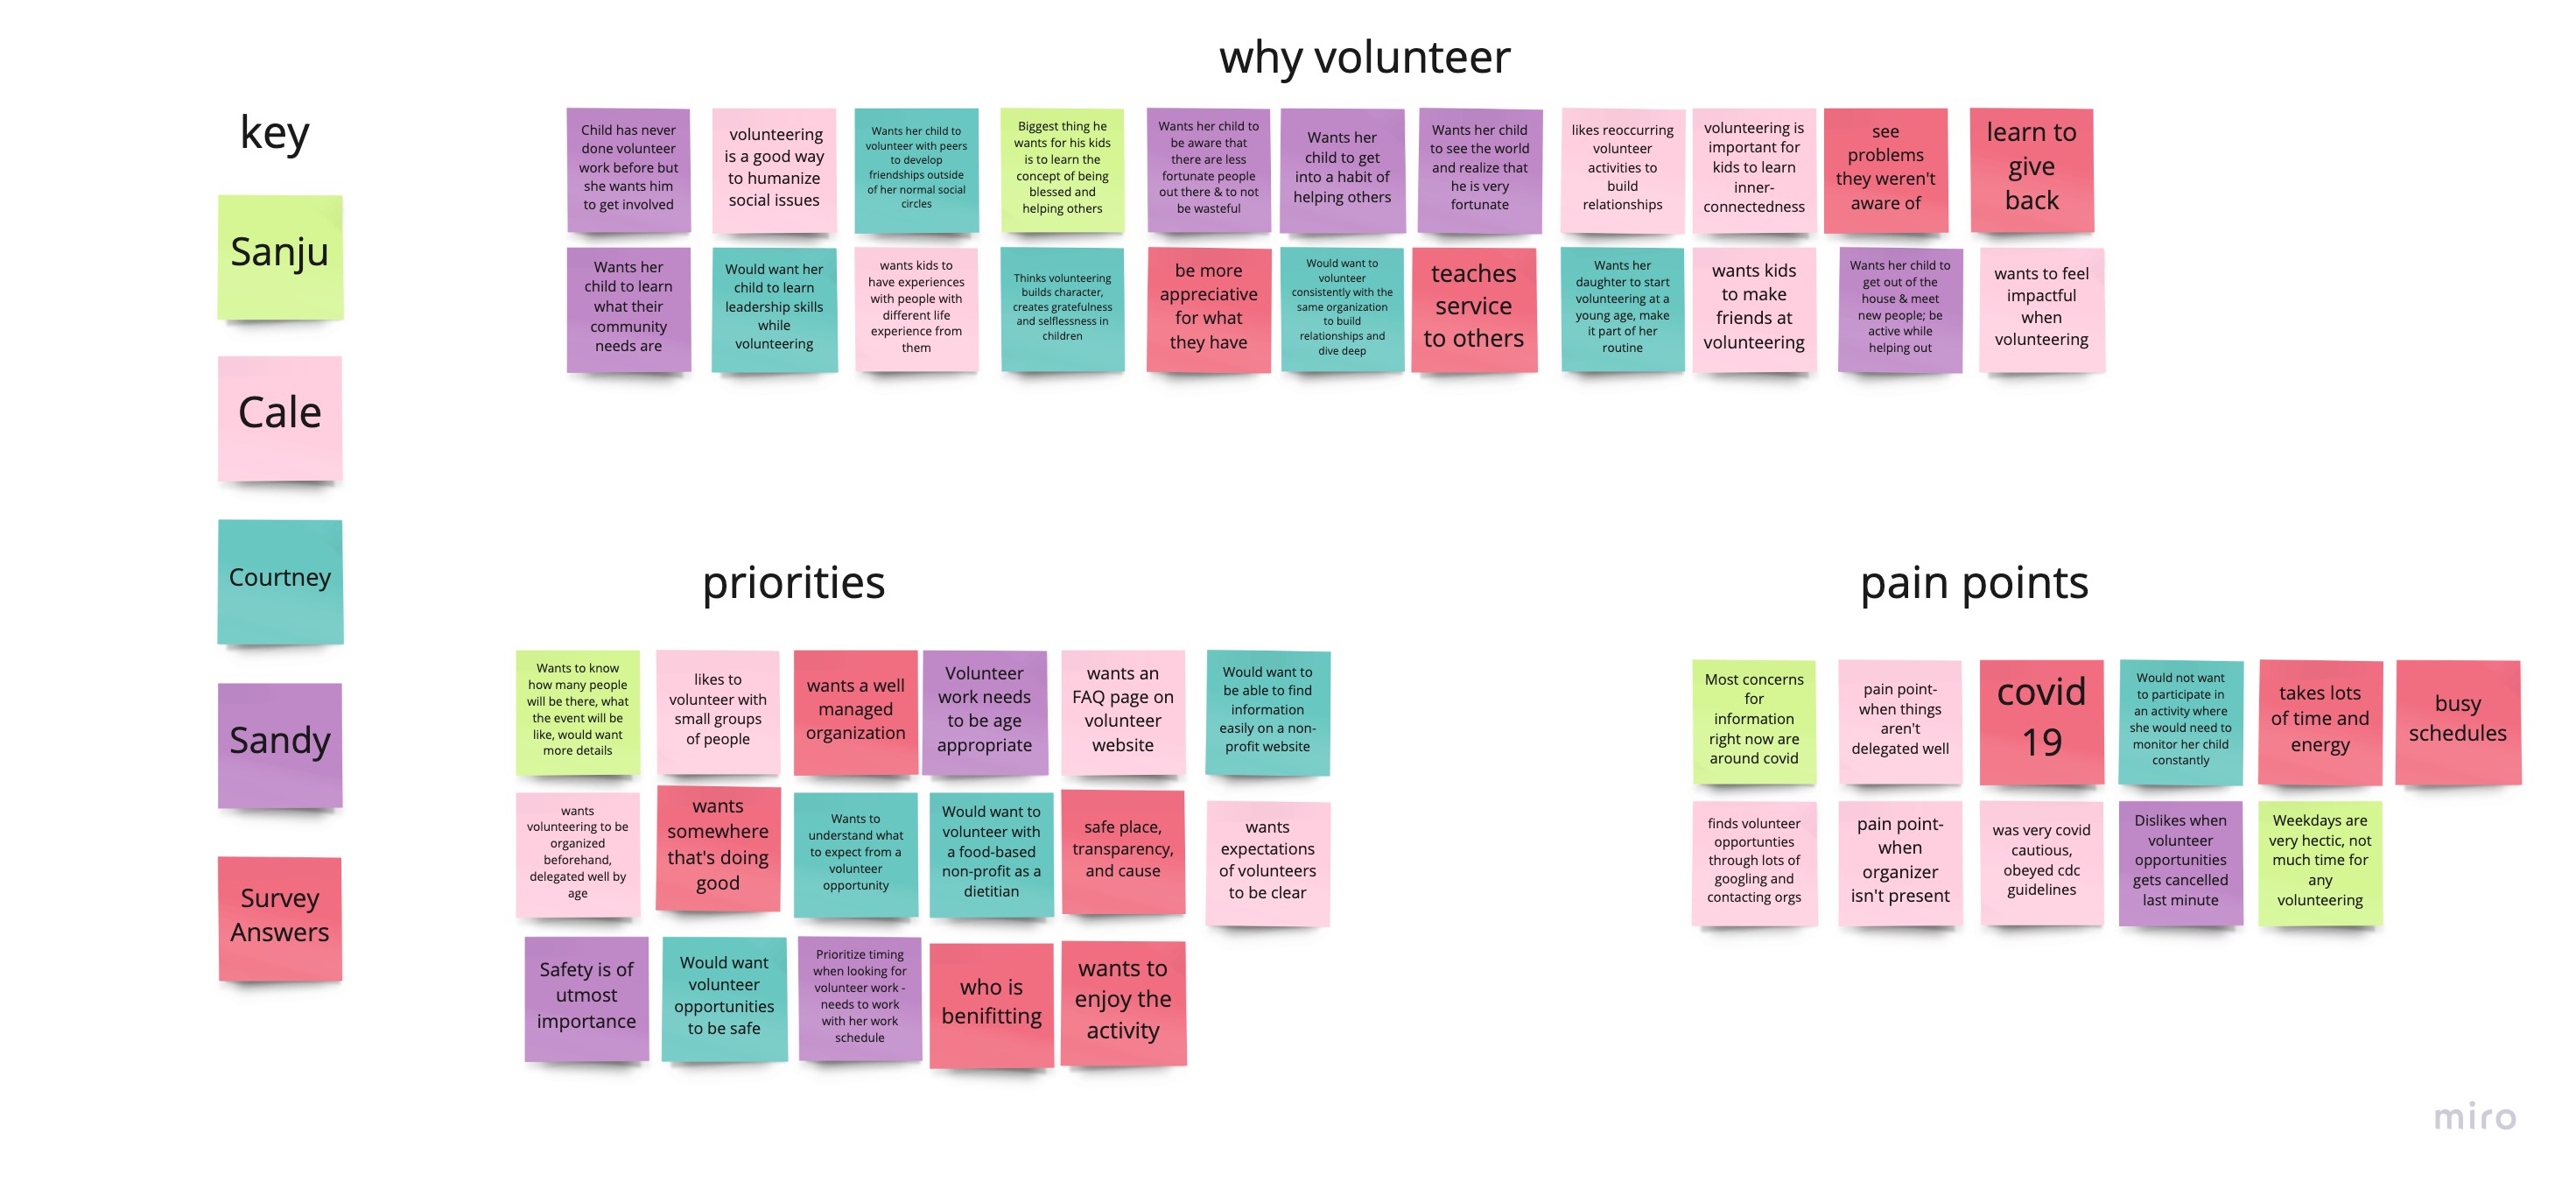 why volunteer
key
Sanju
Cale
Courtney
Sandy
Survey
Answers
Child has never
done volunteer
work before but
she wants him
to get involved
volunteering
is a good way
to humanize
social issues
Wants her child to
volunteer with peers
to develop
friendships outside
of her normal social
circles
Biggest thing he
wants for his kids
is to learn the
concept of being
blessed and
helping others
Wants her child to
be aware that
there are less
fortunate people
out there & to not
be wasteful
Wants her
child to get
into a habit of
helping others
Wants her child
to see the world
and realize that
he is very
fortunate
likes reoccurring
volunteer
activities to
build
relationships
volunteering is
important for
kids to learn
inner-
connectedness
see
problems
they weren't
aware of
learn to
give
back
Wants her
child to learn
what their
community
needs are
Would want her
child to learn
leadership skills
while
volunteering
wants kids to
have experiences
with people with
different life
experience from
them
Thinks volunteering
builds character,
creates gratefulness
and selflessness in
children
be more
appreciative
for what
they have
Would want to
volunteer
consistently with the
same organization
to build
relationships and
dive deep
teaches
service
to others
Wants her
daughter to start
volunteering at a
young age, make
it part of her
routine
wants kids
to make
friends at
volunteering
Wants her child to
get out of the
house & meet
new people; be
active while
helping out
wants to feel
impactful
when
volunteering
priorities
Wants to know
how many people
will be there, what
the event will be
like, would want
more details
likes to
volunteer with
small groups
of people
wants a well
managed
organization
Volunteer
work needs
to be age
appropriate
wants an
FAQ page on
volunteer
website
Would want to
be able to find
information
easily on a non-
profit website
wants
volunteering to be
organized
beforehand,
delegated well by
age
wants
somewhere
that's doing
good
Wants to
understand what
to expect from a
volunteer
opportunity
Would want to
volunteer with
a food-based
non-profit as a
dietitian
safe place,
transparency,
and cause
wants
expectations
of volunteers
to be clear
Safety is of
utmost
importance
Would want
volunteer
opportunities
to be safe
Prioritize timing
when looking for
volunteer work -
needs to work
with her work
schedule
who is
benifitting
wants to
enjoy the
activity
pain points
Most concerns
for
information
right now are
around covid
pain point-
when things
aren't
delegated well
covid
19
Would not want
to participate in
an activity where
she would need to
monitor her child
constantly
takes lots
of time and
energy
busy
schedules
finds volunteer
opportunties
through lots of
googling and
contacting orgs
pain point-
when
organizer
isn't present
was very covid
cautious,
obeyed cdc
guidelines
Dislikes when
volunteer
opportunities
gets cancelled
last minute
Weekdays are
very hectic, not
much time for
any
volunteering
miro